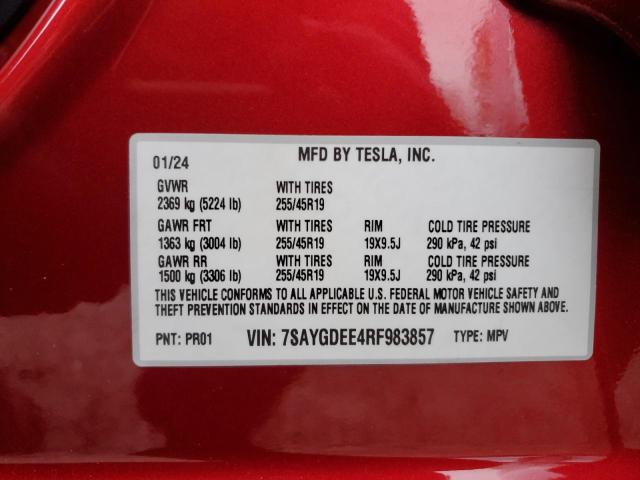 01/24 MFD BY TESLA, INC.
GVWR WITH TIRES
2369 kg (5224 lb) 255/45R19
GAWR FRT WITH TIRES RIM COLD TIRE PRESSURE
1363 kg (3004 lb) 255/45R19 19X9.5J 290 kPa, 42 psi
GAWR RR WITH TIRES RIM COLD TIRE PRESSURE
1500 kg (3306 lb) 255/45R19 19X9.5J 290 kPa, 42 psi
THIS VEHICLE CONFORMS TO ALL APPLICABLE U.S. FEDERAL MOTOR VEHICLE SAFETY AND
THEFT PREVENTION STANDARDS IN EFFECT ON THE DATE OF MANUFACTURE SHOWN ABOVE.
PNT: PR01 VIN: 7SAYGDEE4RF983857 TYPE: MPV